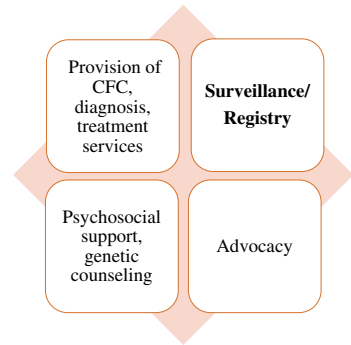 Provision of
CFC,
diagnosis,
treatment
services
Surveillance/
Registry
Psychosocial
support,
genetic
counseling
Advocacy